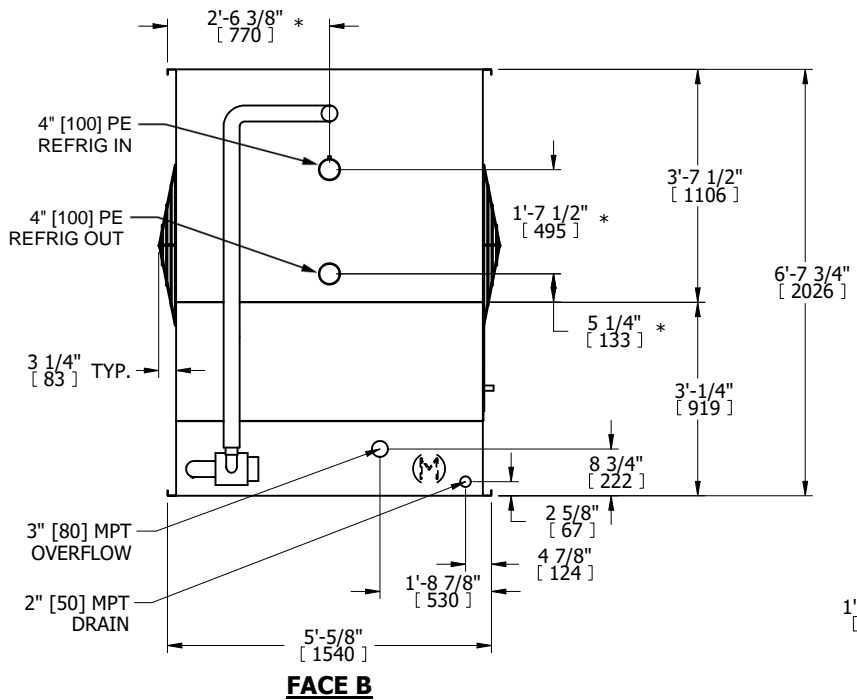 2'-6 3/8" *
[ 770 ]
4" [100] PE
REFRIG IN
4" [100] PE
REFRIG OUT
3'-7 1/2"
[ 1106 ]
1'-7 1/2" *
[ 495 ]
6'-7 3/4"
[ 2026 ]
5 1/4" *
[ 133 ]
3 1/4" TYP.
[ 83 ]
3'-1/4"
[ 919 ]
8 3/4"
[ 222 ]
2 5/8"
[ 67 ]
3" [80] MPT
OVERFLOW
4 7/8"
[ 124 ]
1'-8 7/8"
[ 530 ]
2" [50] MPT
DRAIN
1'
[
5'-5/8"
[ 1540 ]
FACE B